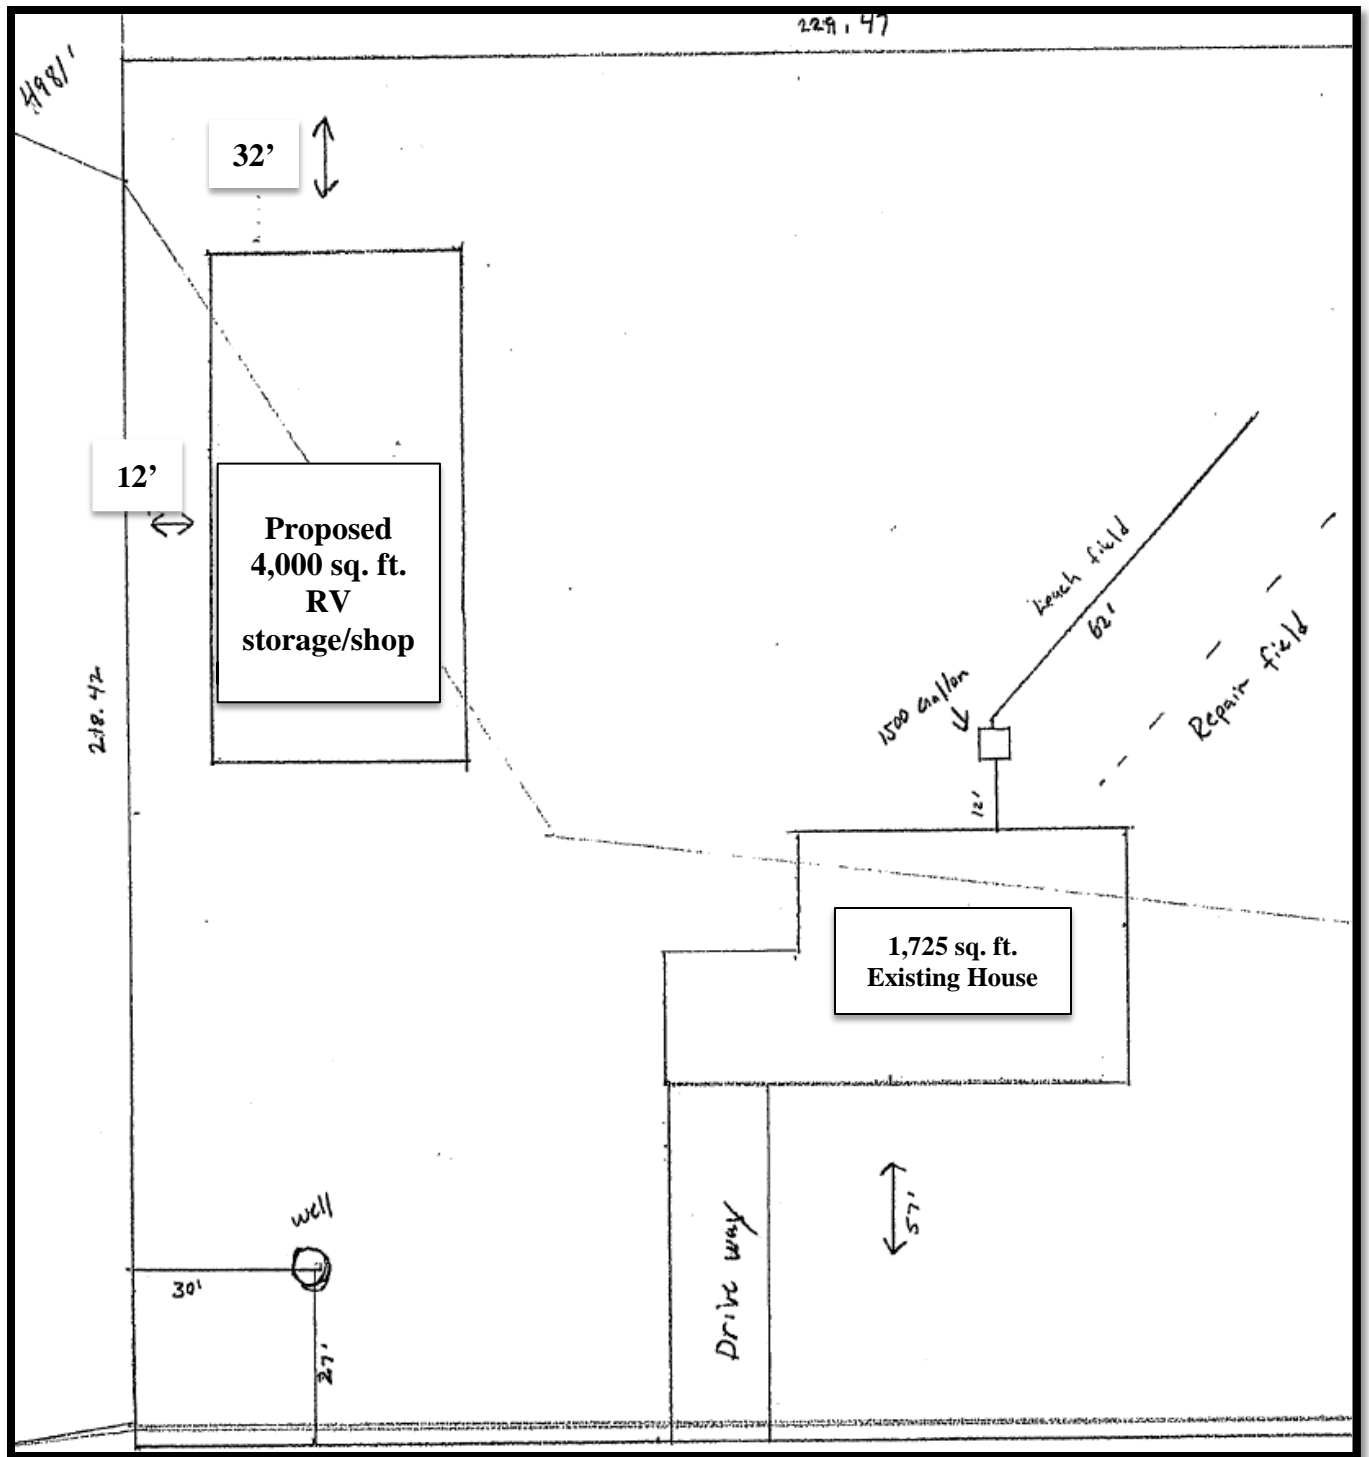 229.47
4981'
32’
12’
Proposed
4,000 sq. ft.
RV
storage/shop
218.42
Leach field
62'
Repair field
1500 Gallon
12'
1,725 sq. ft.
Existing House
57'
Drive way
well
30'
27'